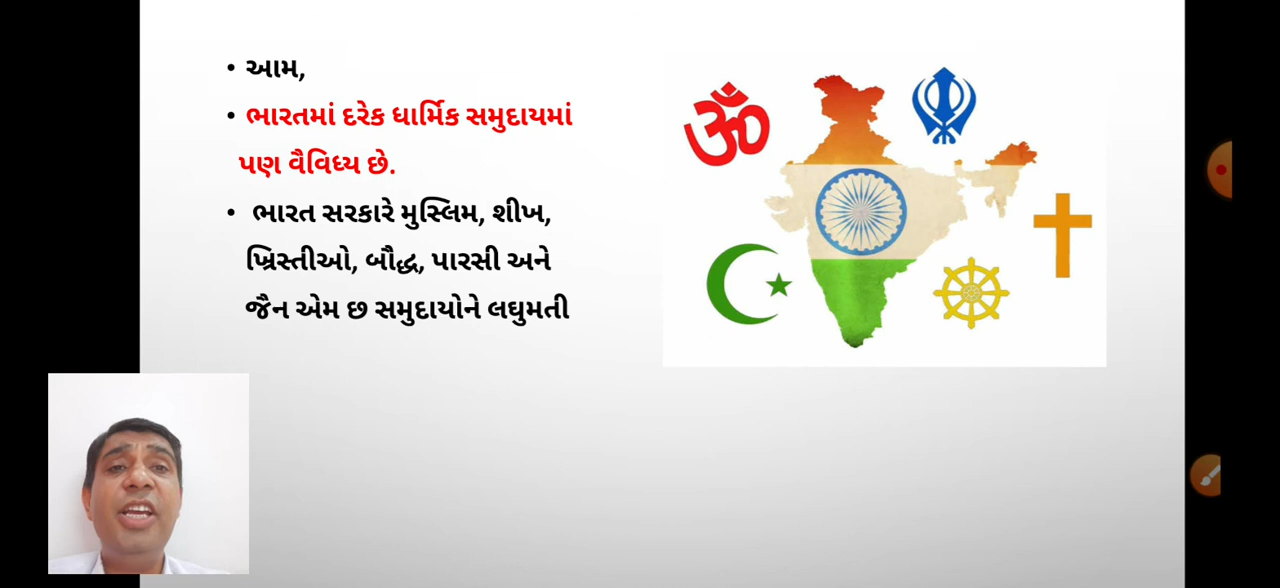 • આમ,
• ભારતમાં દરેક ધાર્મિક સમુદાયમાં
પણ વૈવિધ્ય છે.
• ભારત સરકારે મુસ્લિમ, શીખ,
ખ્રિસ્તીઓ, બૌદ્ધ, પારસી અને
જૈન એમ છ સમુદાયોને લઘુમતી
ૐ